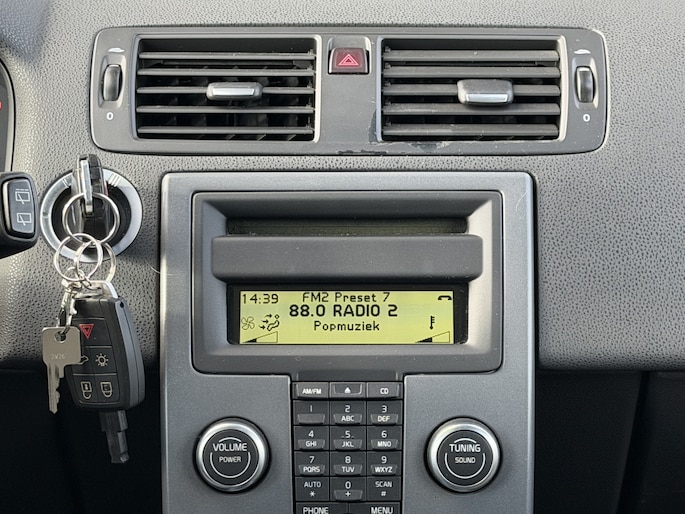 0
0
14:39
FM2 Preset 7
88.0 RADIO 2
Popmuziek
AM/FM
CD
1
2 ABC
3 DEF
4 GHI
5 JKL
6 MNO
7 PQRS
8 TUV
9 WXYZ
AUTO *
0 +
SCAN #
PHONE
MENU
VOLUME
POWER
TUNING
SOUND